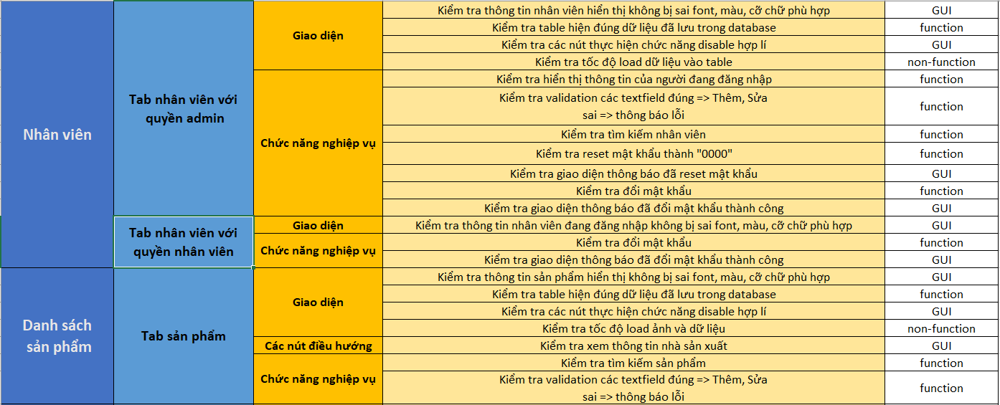 Nhân viên
Tab nhân viên với
quyền admin
Giao diện
Kiểm tra thông tin nhân viên hiển thị không bị sai font, màu, cỡ chữ phù hợp
GUI
Kiểm tra table hiện đúng dữ liệu đã lưu trong database
function
Kiểm tra các nút thực hiện chức năng disable hợp lí
GUI
Kiểm tra tốc độ load dữ liệu vào table
non-function
Chức năng nghiệp vụ
Kiểm tra hiển thị thông tin của người đang đăng nhập
function
Kiểm tra validation các textfield đúng => Thêm, Sửa
sai => thông báo lỗi
function
Kiểm tra tìm kiếm nhân viên
function
Kiểm tra reset mật khẩu thành "0000"
function
Kiểm tra giao diện thông báo đã reset mật khẩu
GUI
Kiểm tra đổi mật khẩu
function
Kiểm tra giao diện thông báo đã đổi mật khẩu thành công
GUI
Tab nhân viên với
quyền nhân viên
Giao diện
Kiểm tra thông tin nhân viên đang đăng nhập không bị sai font, màu, cỡ chữ phù hợp
GUI
Chức năng nghiệp vụ
Kiểm tra đổi mật khẩu
function
Kiểm tra giao diện thông báo đã đổi mật khẩu thành công
GUI
Danh sách
sản phẩm
Tab sản phẩm
Giao diện
Kiểm tra thông tin sản phẩm hiển thị không bị sai font, màu, cỡ chữ phù hợp
GUI
Kiểm tra table hiện đúng dữ liệu đã lưu trong database
function
Kiểm tra các nút thực hiện chức năng disable hợp lí
GUI
Kiểm tra tốc độ load ảnh và dữ liệu
non-function
Các nút điều hướng
Kiểm tra xem thông tin nhà sản xuất
GUI
Chức năng nghiệp vụ
Kiểm tra tìm kiếm sản phẩm
function
Kiểm tra validation các textfield đúng => Thêm, Sửa
sai => thông báo lỗi
function